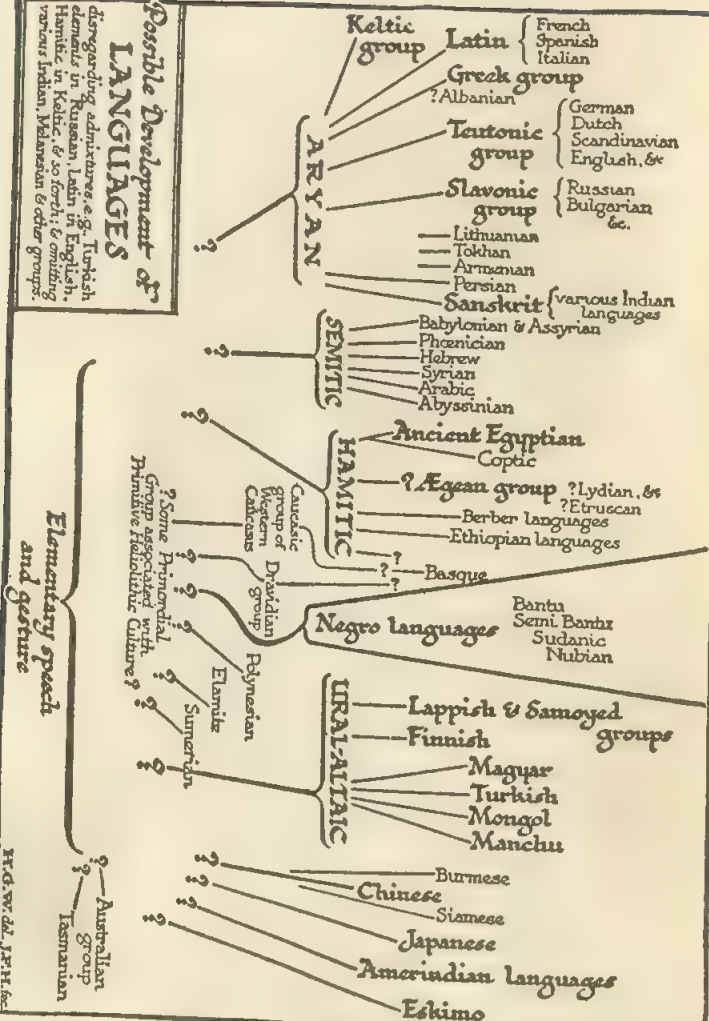 Possible Development of
LANGUAGES
disregarding admixtures, e.g. Turkish
elements in Russian, Latin in English.
Hamitic in Keltic, & so forth; & omitting
various Indian, Melanesian & other groups.
Keltic
group
Latin
French
Spanish
Italian
Greek group
?Albanian
Teutonic
group
German
Dutch
Scandinavian
English, &c
Slavonic
group
Russian
Bulgarian
&c.
Lithuanian
Tokhan
Armenian
Persian
Sanskrit
various Indian
languages
ARYAN
?
SEMITIC
?
Babylonian & Assyrian
Phœnician
Hebrew
Syrian
Arabic
Abyssinian
HAMITIC
?
Ancient Egyptian
Coptic
? Ægean group
?Lydian, &c
?Etruscan
Berber languages
Ethiopian languages
?
?
Basque
?
Caucasic
group of
Western
Caucasus
?
Dravidian
group
?
?Some Primordial
Group associated with
Primitive Heliolithic Culture?
Negro languages
?
Bantu
Semi Bantu
Sudanic
Nubian
Polynesian
?
Elamite
?
Sumerian
?
URAL-ALTAIC
?
Lappish & Samoyed
groups
Finnish
Magyar
Turkish
Mongol
Manchu
?
Burmese
Chinese
Siamese
?
Japanese
?
Amerindian languages
?
Eskimo
Elementary speech
and gesture
?
Australian
group
?
Tasmanian
H.G.W. del. J.F.H. fec.